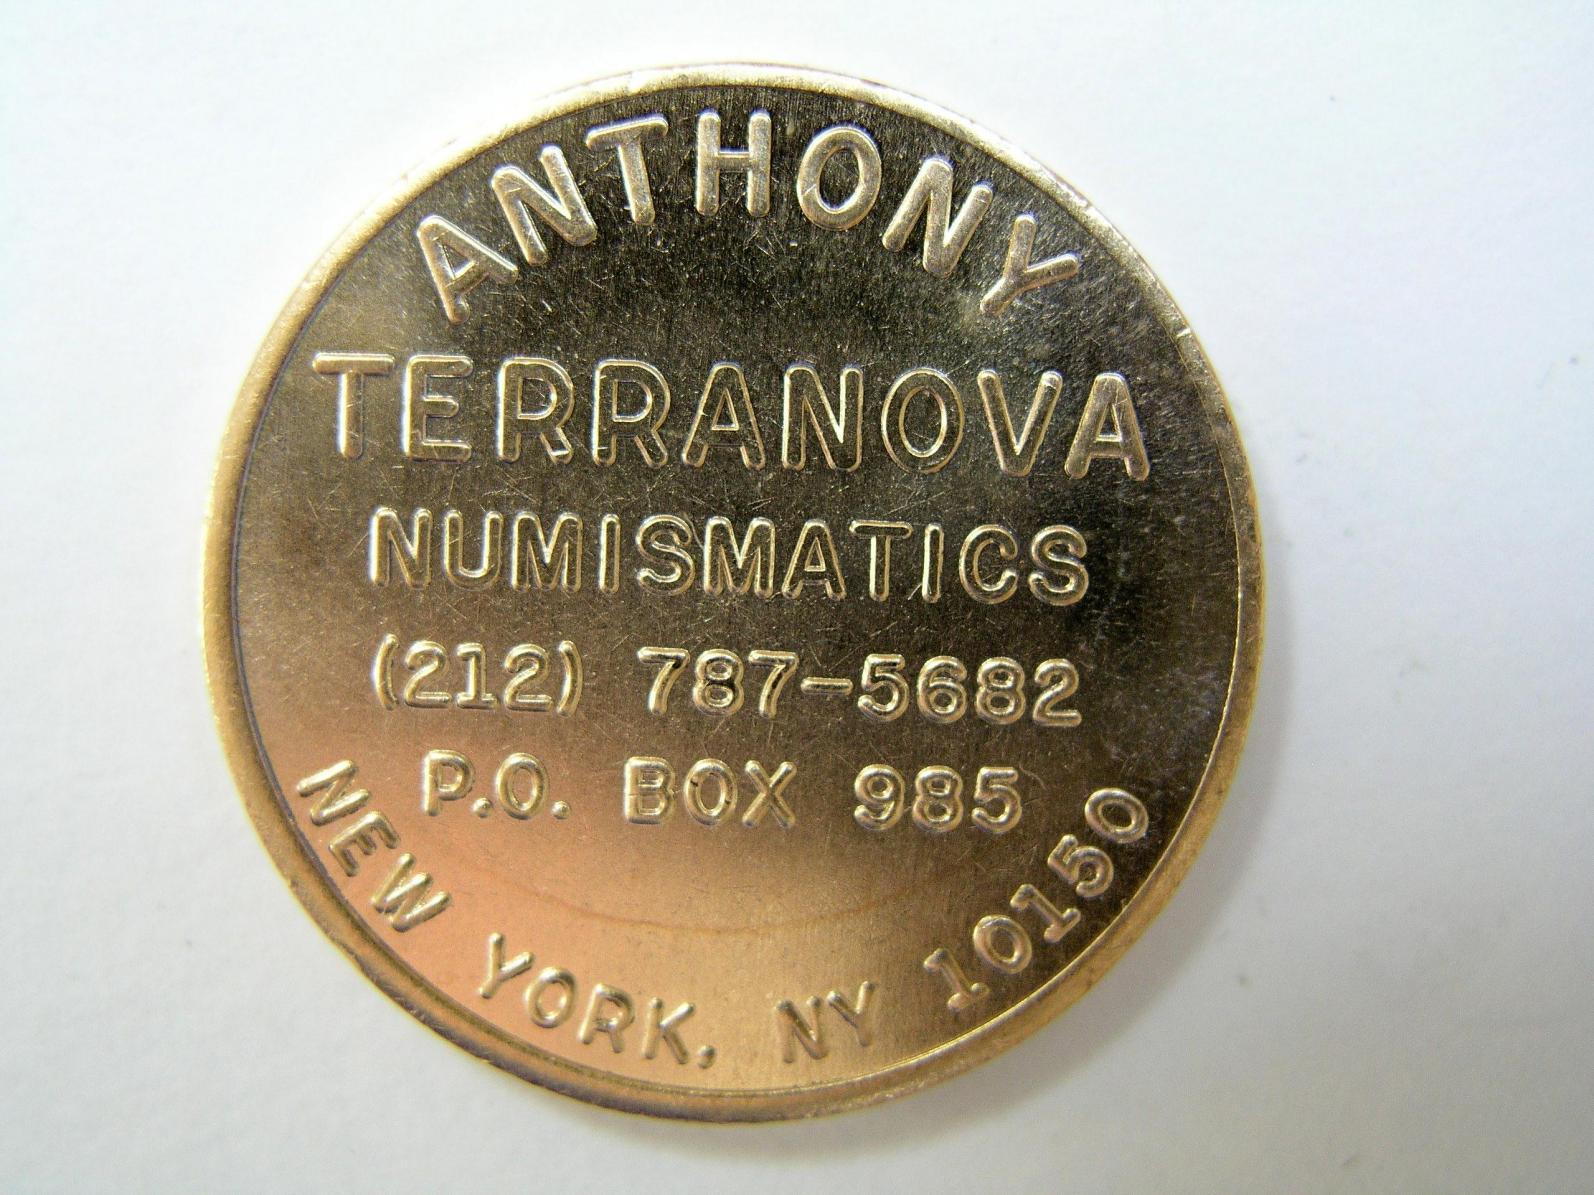 ANTHONY
TERRANOVA
NUMISMATICS
(212) 787-5682
P.O. BOX 985
NEW YORK, NY 10150